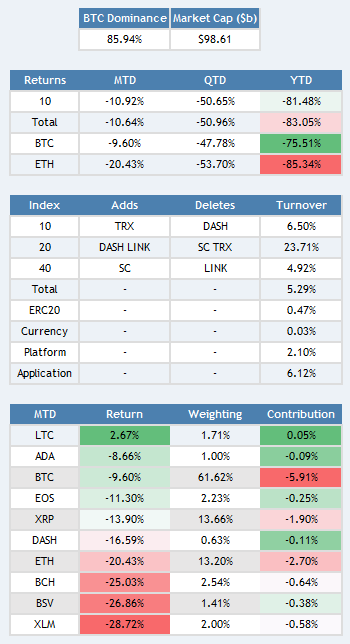 BTC Dominance Market Cap ($b)
85.94% $98.61
Returns MTD QTD YTD
10 -10.92% -50.65% -81.48%
Total -10.64% -50.96% -83.05%
BTC -9.60% -47.78% -75.51%
ETH -20.43% -53.70% -85.34%
Index Adds Deletes Turnover
10 TRX DASH 6.50%
20 DASH LINK SC TRX 23.71%
40 SC LINK 4.92%
Total - - 5.29%
ERC20 - - 0.47%
Currency - - 0.03%
Platform - - 2.10%
Application - - 6.12%
MTD Return Weighting Contribution
LTC 2.67% 1.71% 0.05%
ADA -8.66% 1.00% -0.09%
BTC -9.60% 61.62% -5.91%
EOS -11.30% 2.23% -0.25%
XRP -13.90% 13.66% -1.90%
DASH -16.59% 0.63% -0.11%
ETH -20.43% 13.20% -2.70%
BCH -25.03% 2.54% -0.64%
BSV -26.86% 1.41% -0.38%
XLM -28.72% 2.00% -0.58%